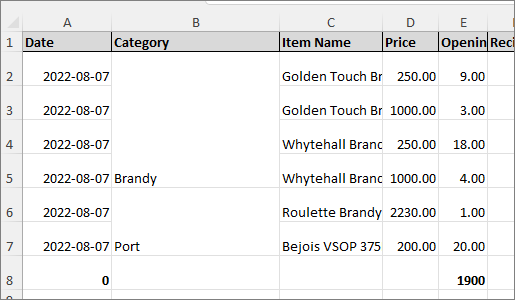 A B C D E
1 Date Category Item Name Price Openin Reci
2 2022-08-07 Golden Touch Br 250.00 9.00
3 2022-08-07 Golden Touch Br 1000.00 3.00
4 2022-08-07 Whytehall Brand 250.00 18.00
5 2022-08-07 Brandy Whytehall Brand 1000.00 4.00
6 2022-08-07 Roulette Brandy 2230.00 1.00
7 2022-08-07 Port Bejois VSOP 375 200.00 20.00
8 0 1900